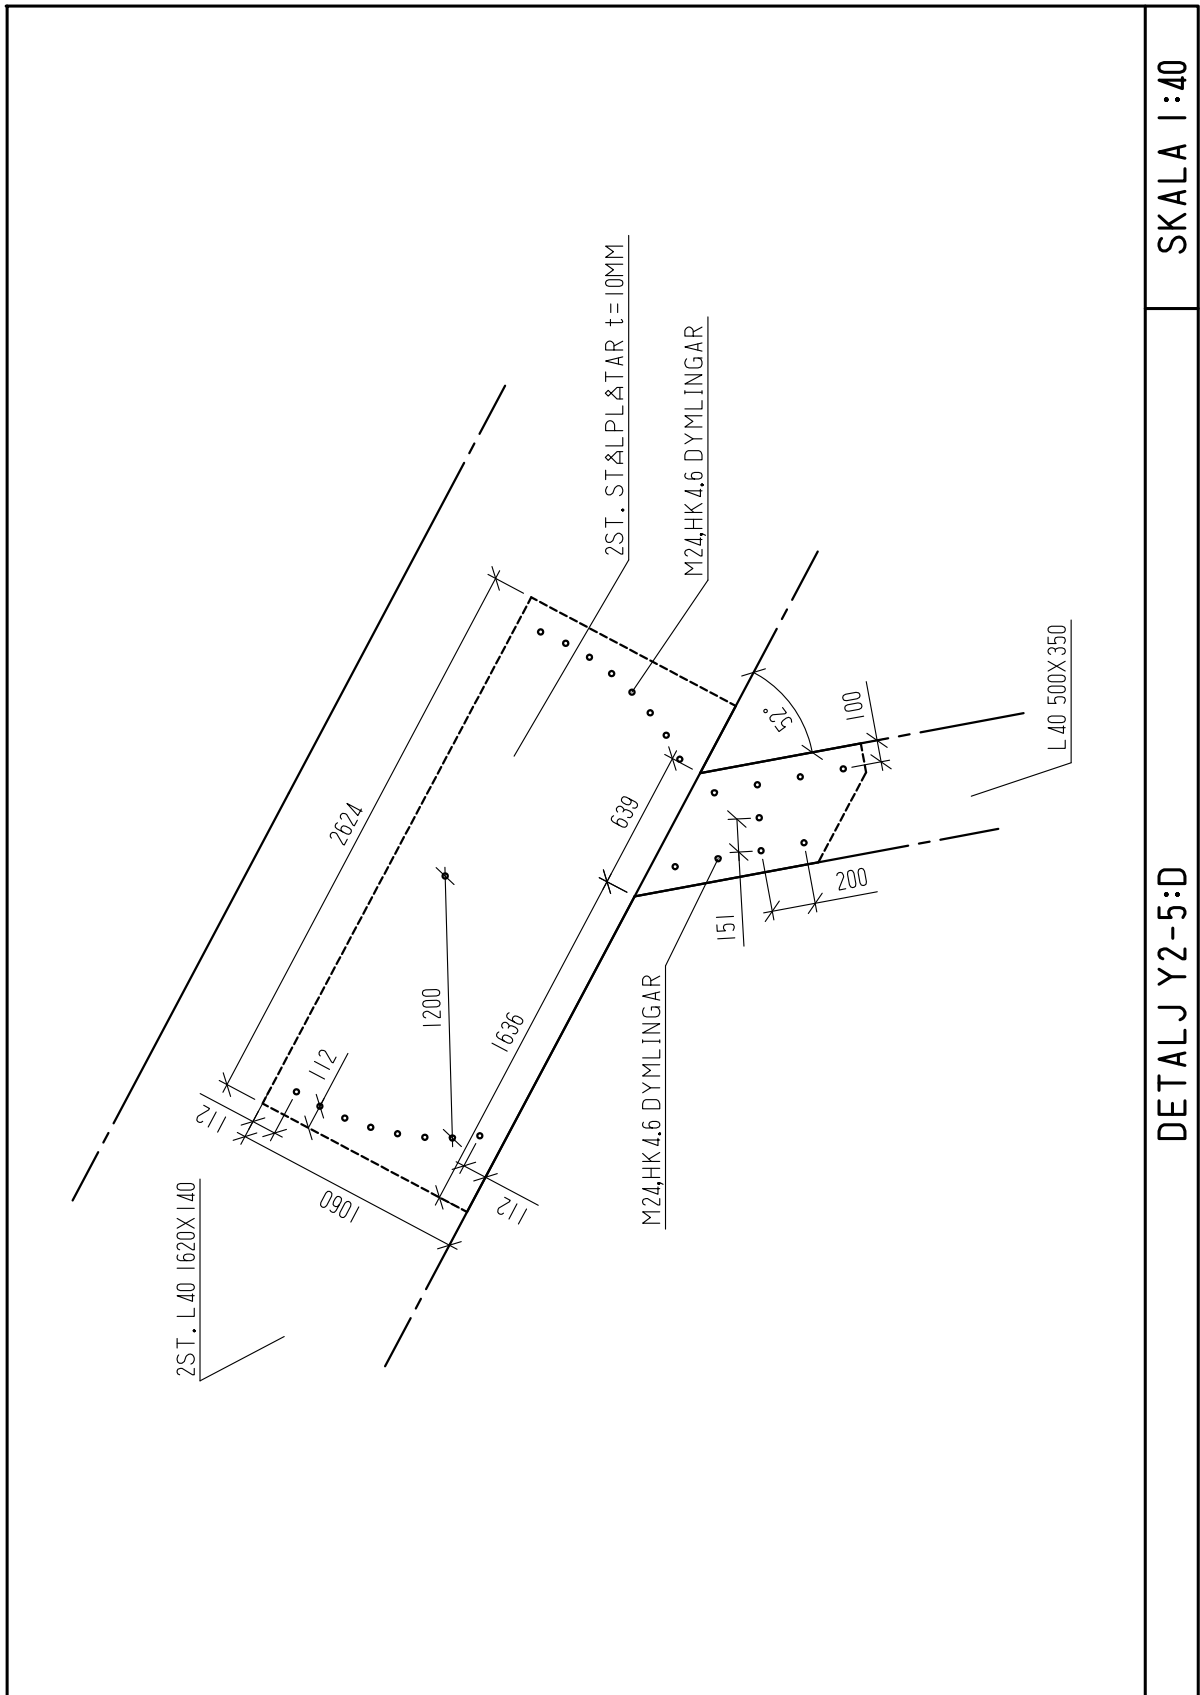 2ST. L40 1620X140
112
1060
112
2624
112
1200
1636
639
2ST. STÅLPLÅTAR t=10MM
M24,HK4.6 DYMLINGAR
M24,HK4.6 DYMLINGAR
151
200
52°
100
L40 500X350
DETALJ Y2-5:D
SKALA 1:40